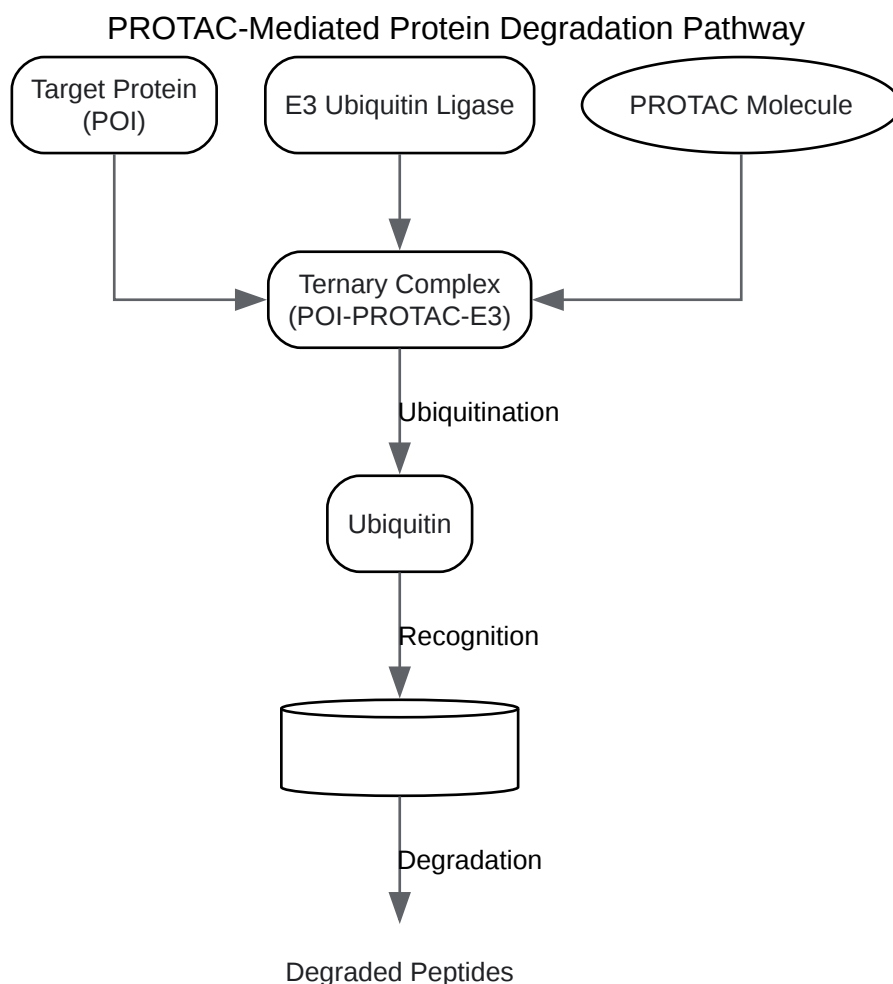 PROTAC-Mediated Protein Degradation Pathway
Target Protein
(POI)
E3 Ubiquitin Ligase
PROTAC Molecule
Ternary Complex
(POI-PROTAC-E3)
Ubiquitination
Ubiquitin
Recognition
Degradation
Degraded Peptides